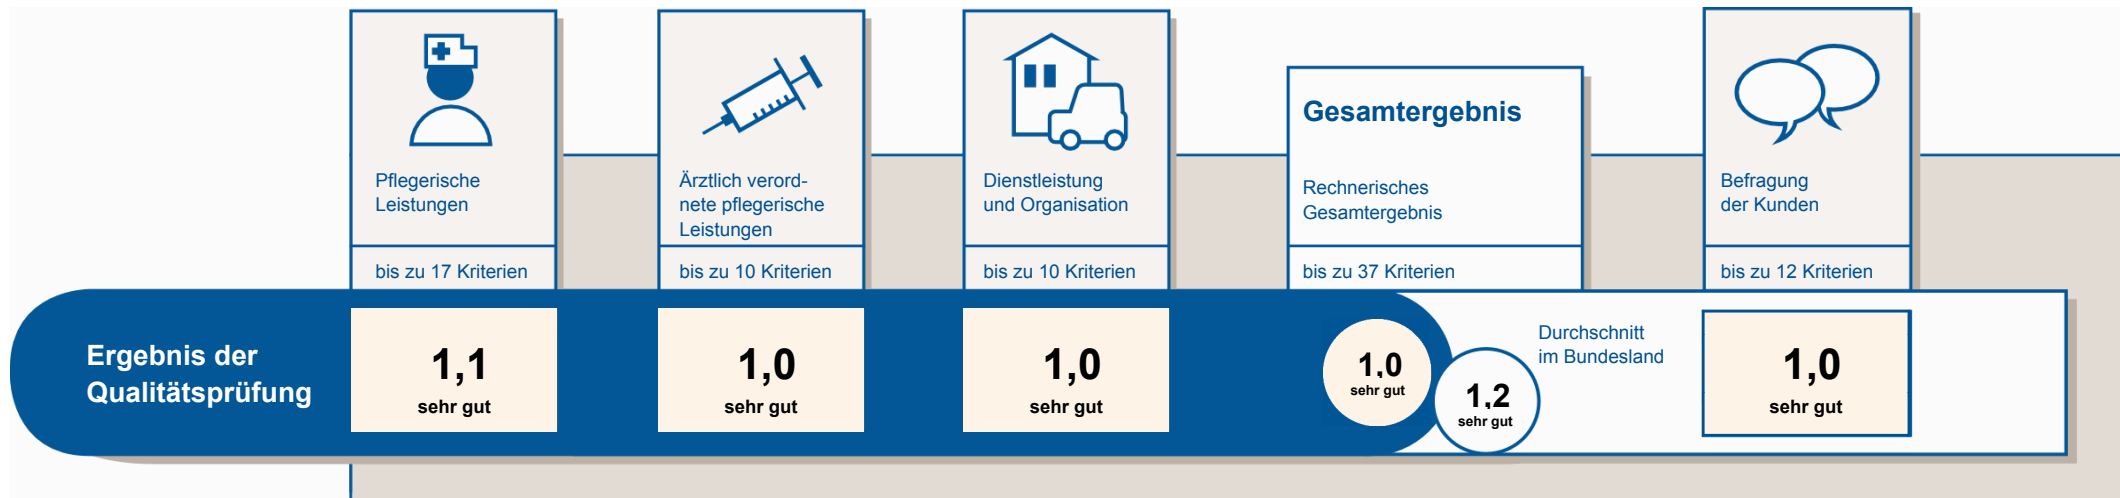 Pflegerische
Leistungen
bis zu 17 Kriterien
Ärztlich verord-
nete pflegerische
Leistungen
bis zu 10 Kriterien
Dienstleistung
und Organisation
bis zu 10 Kriterien
Gesamtergebnis
Rechnerisches
Gesamtergebnis
bis zu 37 Kriterien
Befragung
der Kunden
bis zu 12 Kriterien
Ergebnis der
Qualitätsprüfung
1,1
sehr gut
1,0
sehr gut
1,0
sehr gut
1,0
sehr gut
1,2
sehr gut
Durchschnitt
im Bundesland
1,0
sehr gut